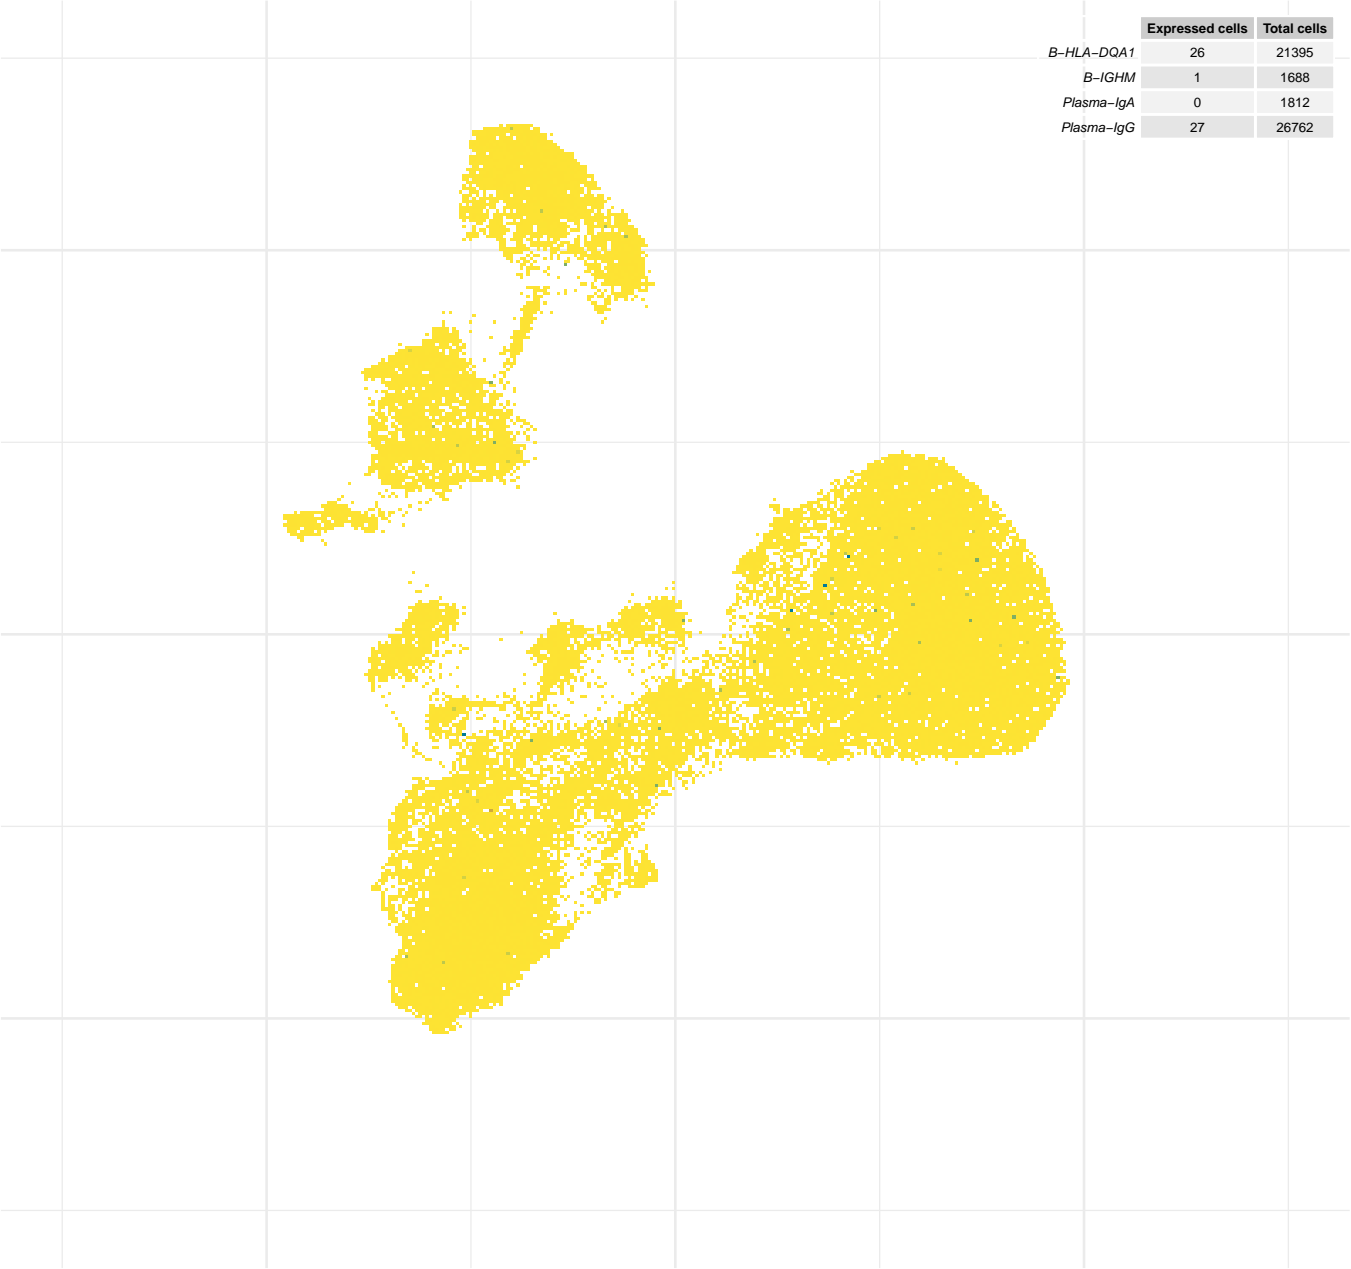 Expressed cells Total cells
B−HLA−DQA1 26 21395
B−IGHM 1 1688
Plasma−IgA 0 1812
Plasma−IgG 27 26762